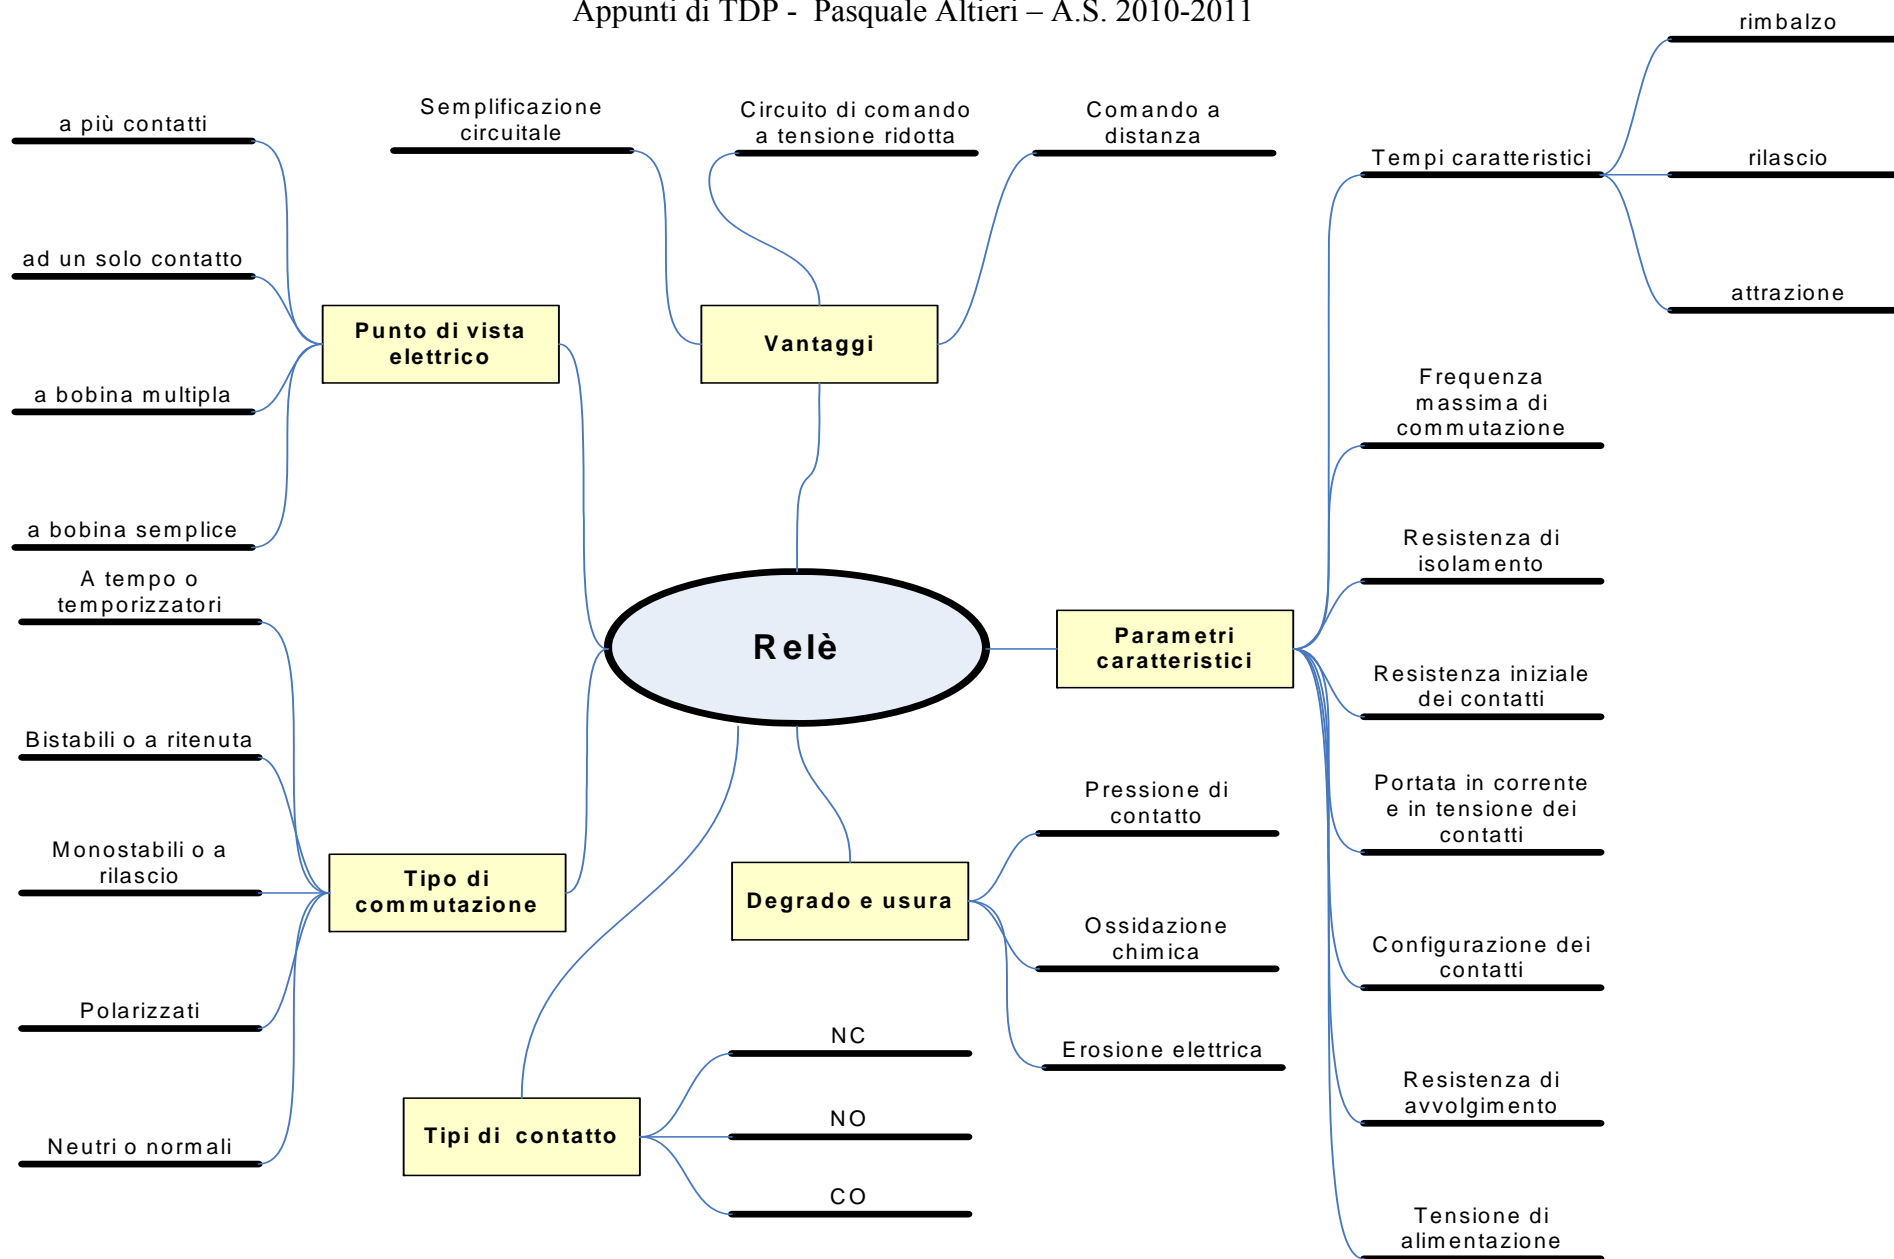 Appunti di TDP - Pasquale Altieri – A.S. 2010-2011
rimbalzo
Semplificazione
circuitale
Circuito di comando
a tensione ridotta
Comando a
distanza
a più contatti
Tempi caratteristici
rilascio
ad un solo contatto
attrazione
Punto di vista
elettrico
Vantaggi
a bobina multipla
Frequenza
massima di
commutazione
a bobina semplice
Resistenza di
isolamento
A tempo o
temporizzatori
Relè
Parametri
caratteristici
Resistenza iniziale
dei contatti
Bistabili o a ritenuta
Pressione di
contatto
Portata in corrente
e in tensione dei
contatti
Monostabili o a
rilascio
Tipo di
commutazione
Degrado e usura
Ossidazione
chimica
Configurazione dei
contatti
Polarizzati
NC
Erosione elettrica
Resistenza di
avvolgimento
Neutri o normali
Tipi di contatto
NO
CO
Tensione di
alimentazione